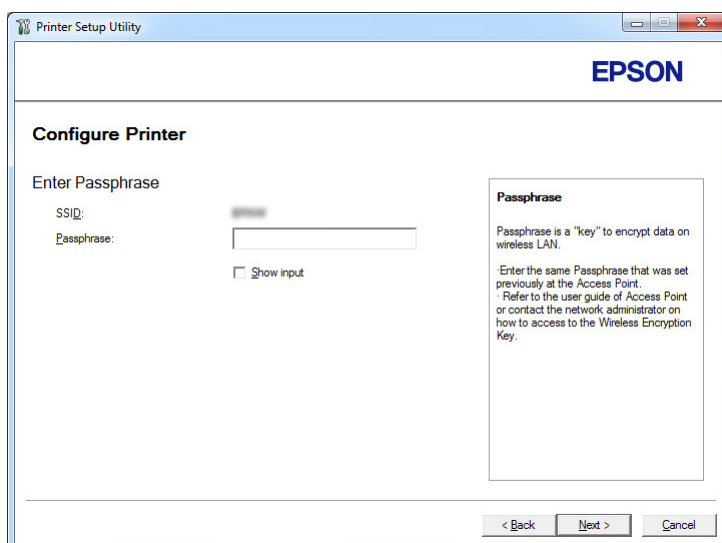 Printer Setup Utility
EPSON
Configure Printer
Enter Passphrase
SSID:
Passphrase:
Show input
Passphrase
Passphrase is a "key" to encrypt data on
wireless LAN.
·Enter the same Passphrase that was set
previously at the Access Point.
· Refer to the user guide of Access Point
or contact the network administrator on
how to access to the Wireless Encryption
Key.
< Back
Next >
Cancel